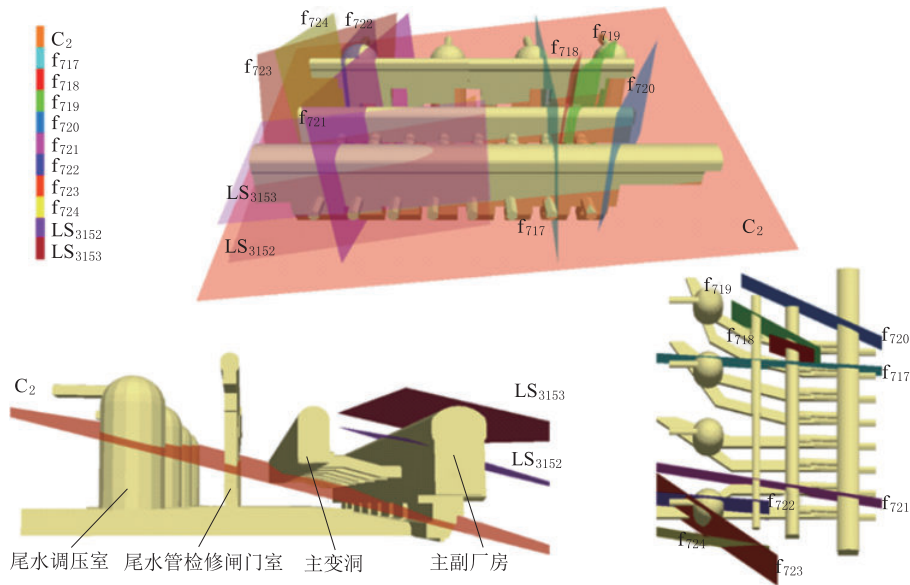 C₂
f₇₁₇
f₇₁₈
f₇₁₉
f₇₂₀
f₇₂₁
f₇₂₂
f₇₂₃
f₇₂₄
LS₃₁₅₂
LS₃₁₅₃
f₇₂₄
f₇₂₂
f₇₂₃
f₇₁₉
f₇₁₈
f₇₂₀
f₇₂₁
LS₃₁₅₃
LS₃₁₅₂
f₇₁₇
C₂
C₂
LS₃₁₅₃
LS₃₁₅₂
尾水调压室
尾水管检修闸门室
主变洞
主副厂房
f₇₁₉
f₇₁₈
f₇₂₀
f₇₁₇
f₇₂₂
f₇₂₁
f₇₂₄
f₇₂₃